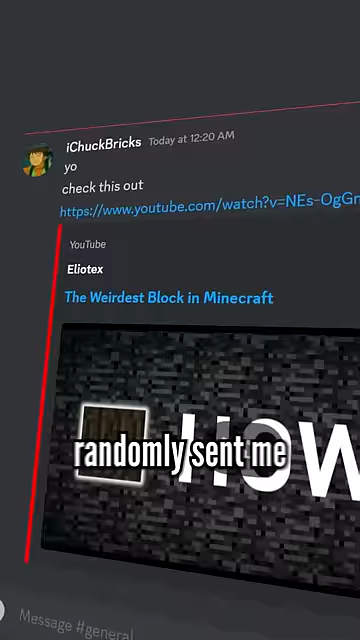 iChuckBricks Today at 12:20 AM
yo
check this out
https://www.youtube.com/watch?v=NEs-OgGr
YouTube
Eliotex
The Weirdest Block in Minecraft
HOW
randomly sent me
Message #general